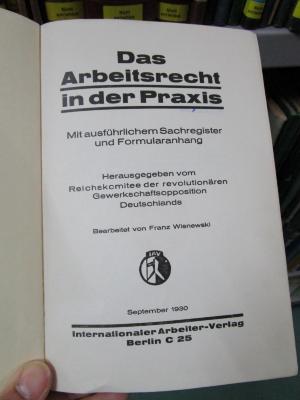 Das
Arbeitsrecht
in der Praxis
Mit ausführlichem Sachregister
und Formularanhang
Herausgegeben vom
Reichskomitee der revolutionären
Gewerkschaftsopposition
Deutschlands
Bearbeitet von Franz Wisnewski
IAV
September 1930
Internationaler Arbeiter-Verlag
Berlin C 25